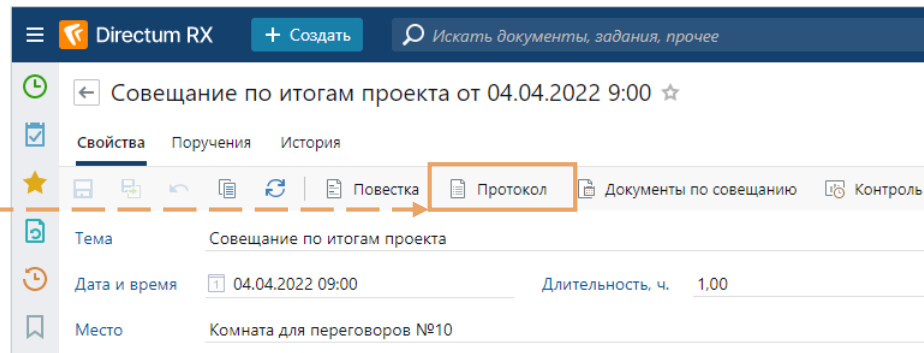 Directum RX + Создать Искать документы, задания, прочее
Совещание по итогам проекта от 04.04.2022 9:00
Свойства Поручения История
Повестка Протокол Документы по совещанию Контроль
Тема Совещание по итогам проекта
Дата и время 1 04.04.2022 09:00 Длительность, ч. 1,00
Место Комната для переговоров №10